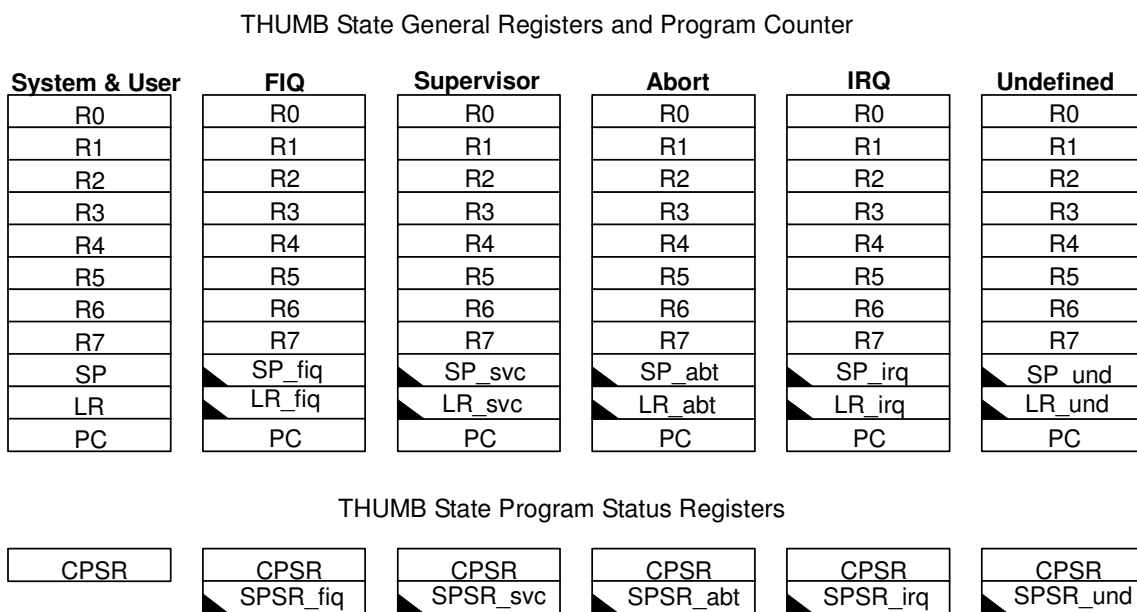 THUMB State General Registers and Program Counter
System & User FIQ Supervisor Abort IRQ Undefined
R0 R0 R0 R0 R0 R0
R1 R1 R1 R1 R1 R1
R2 R2 R2 R2 R2 R2
R3 R3 R3 R3 R3 R3
R4 R4 R4 R4 R4 R4
R5 R5 R5 R5 R5 R5
R6 R6 R6 R6 R6 R6
R7 R7 R7 R7 R7 R7
SP SP_fiq SP_svc SP_abt SP_irq SP_und
LR LR_fiq LR_svc LR_abt LR_irq LR_und
PC PC PC PC PC PC
THUMB State Program Status Registers
CPSR CPSR CPSR CPSR CPSR CPSR
SPSR_fiq SPSR_svc SPSR_abt SPSR_irq SPSR_und